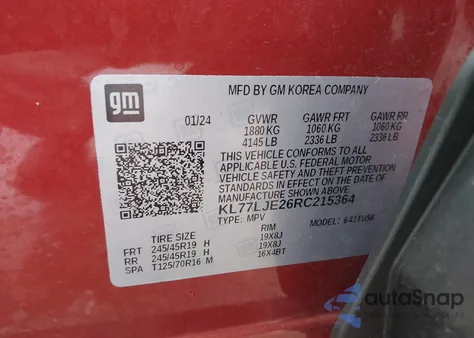 gm
MFD BY GM KOREA COMPANY
01/24 GVWR GAWR FRT GAWR RR
1880 KG 1060 KG 1060 KG
4145 LB 2336 LB 2336 LB
THIS VEHICLE CONFORMS TO ALL
APPLICABLE U.S. FEDERAL MOTOR
VEHICLE SAFETY AND THEFT PREVENTION
STANDARDS IN EFFECT ON THE DATE OF
MANUFACTURE SHOWN ABOVE.
KL77LJE26RC215364
TYPE: MPV MODEL: 641TU56
TIRE SIZE RIM
FRT 245/45R19 H 19X8J
RR 245/45R19 H 19X8J
SPA T125/70R16 M 16X4BT
autoSnap